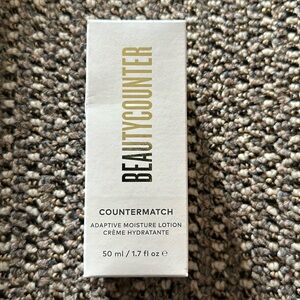 BEAUTYCOUNTER
COUNTERMATCH
ADAPTIVE MOISTURE LOTION
CRÈME HYDRATANTE
50 ml / 1.7 fl oz ℮